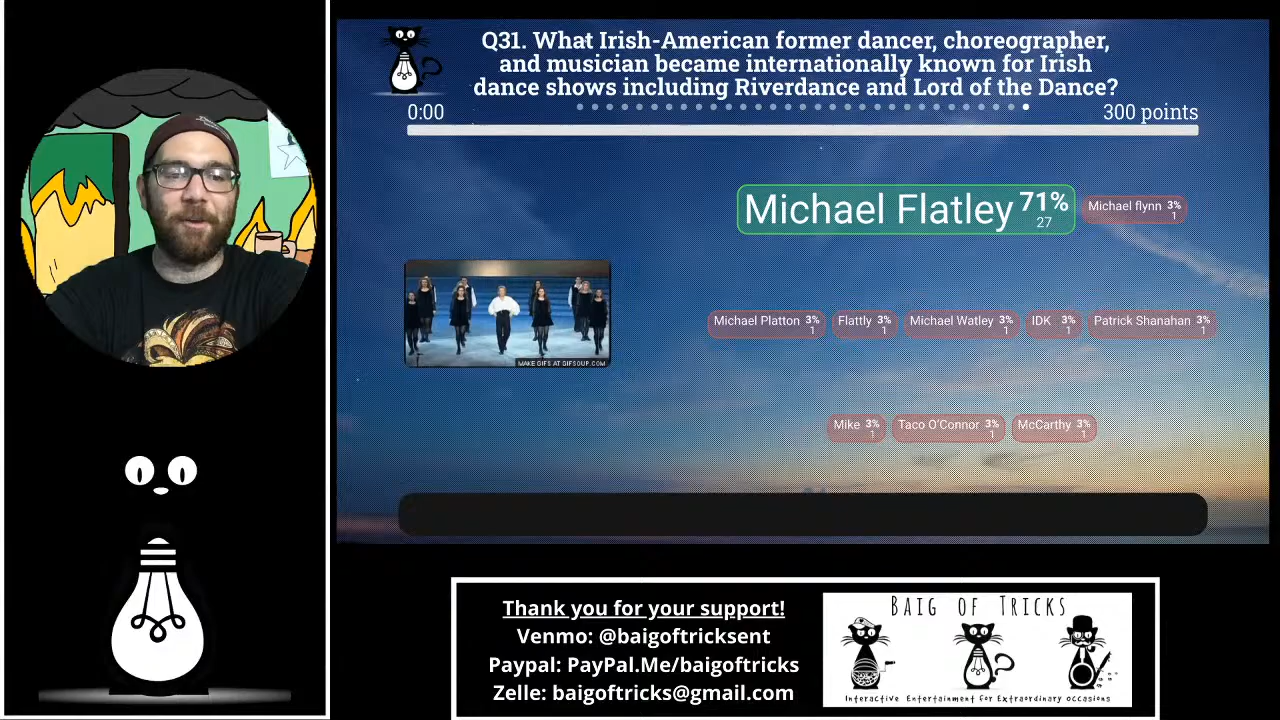 Q31. What Irish-American former dancer, choreographer,
and musician became internationally known for Irish
dance shows including Riverdance and Lord of the Dance?
0:00
300 points
Michael Flatley 71% 27
Michael flynn 3% 1
MAKE GIFS AT GIFSOUP.COM
Michael Platton 3% 1
Flattly 3% 1
Michael Watley 3% 1
IDK 3% 1
Patrick Shanahan 3% 1
Mike 3% 1
Taco O'Connor 3% 1
McCarthy 3% 1
Thank you for your support!
Venmo: @baigoftricksent
Paypal: PayPal.Me/baigoftricks
Zelle: baigoftricks@gmail.com
BAIG OF TRICKS
Interactive Entertainment for Extraordinary Occasions